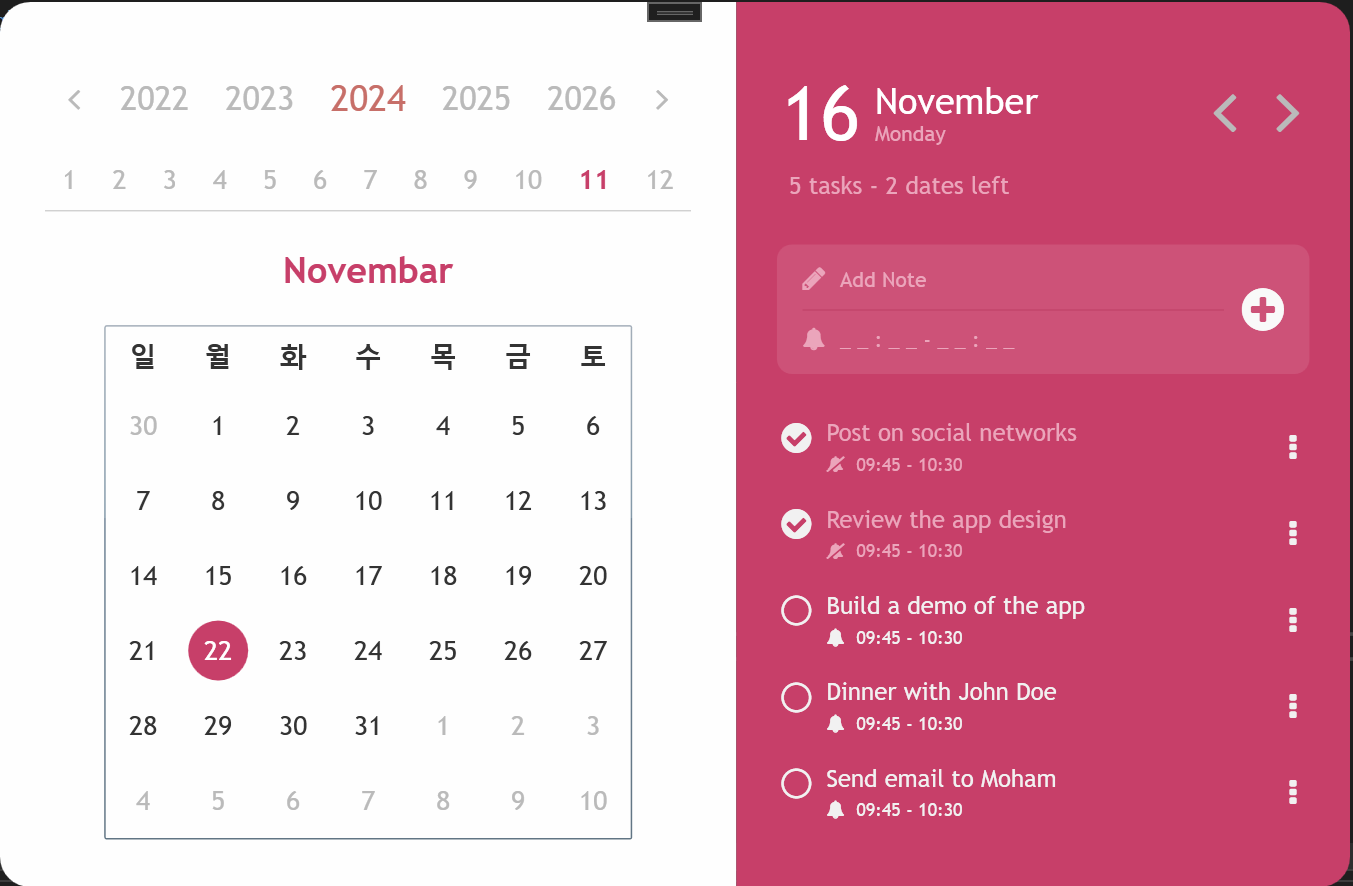 2022 2023 2024 2025 2026
1 2 3 4 5 6 7 8 9 10 11 12
Novembar
일 월 화 수 목 금 토
30 1 2 3 4 5 6
7 8 9 10 11 12 13
14 15 16 17 18 19 20
21 22 23 24 25 26 27
28 29 30 31 1 2 3
4 5 6 7 8 9 10
16 November
Monday
5 tasks - 2 dates left
Add Note
_ _ : _ _ - _ _ : _ _
Post on social networks
09:45 - 10:30
Review the app design
09:45 - 10:30
Build a demo of the app
09:45 - 10:30
Dinner with John Doe
09:45 - 10:30
Send email to Moham
09:45 - 10:30